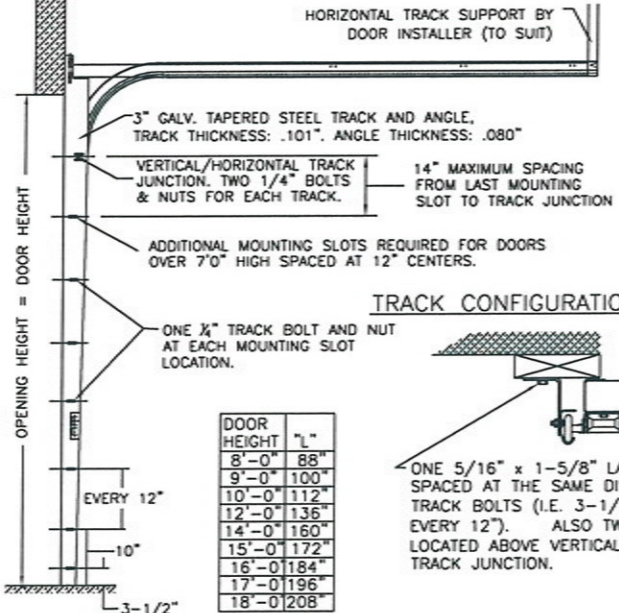 HORIZONTAL TRACK SUPPORT BY
DOOR INSTALLER (TO SUIT)
3" GALV. TAPERED STEEL TRACK AND ANGLE,
TRACK THICKNESS: .101". ANGLE THICKNESS: .080"
VERTICAL/HORIZONTAL TRACK
JUNCTION. TWO 1/4" BOLTS
& NUTS FOR EACH TRACK.
14" MAXIMUM SPACING
FROM LAST MOUNTING
SLOT TO TRACK JUNCTION
ADDITIONAL MOUNTING SLOTS REQUIRED FOR DOORS
OVER 7'0" HIGH SPACED AT 12" CENTERS.
OPENING HEIGHT = DOOR HEIGHT
TRACK CONFIGURATIO
ONE ¼" TRACK BOLT AND NUT
AT EACH MOUNTING SLOT
LOCATION.
DOOR HEIGHT "L"
8'-0" 88"
9'-0" 100"
10'-0" 112"
12'-0" 136"
14'-0" 160"
15'-0" 172"
16'-0" 184"
17'-0" 196"
18'-0" 208"
ONE 5/16" x 1-5/8" LA
SPACED AT THE SAME DI
TRACK BOLTS (I.E. 3-1/
EVERY 12"). ALSO TW
LOCATED ABOVE VERTICAL
TRACK JUNCTION.
EVERY 12"
10"
3-1/2"